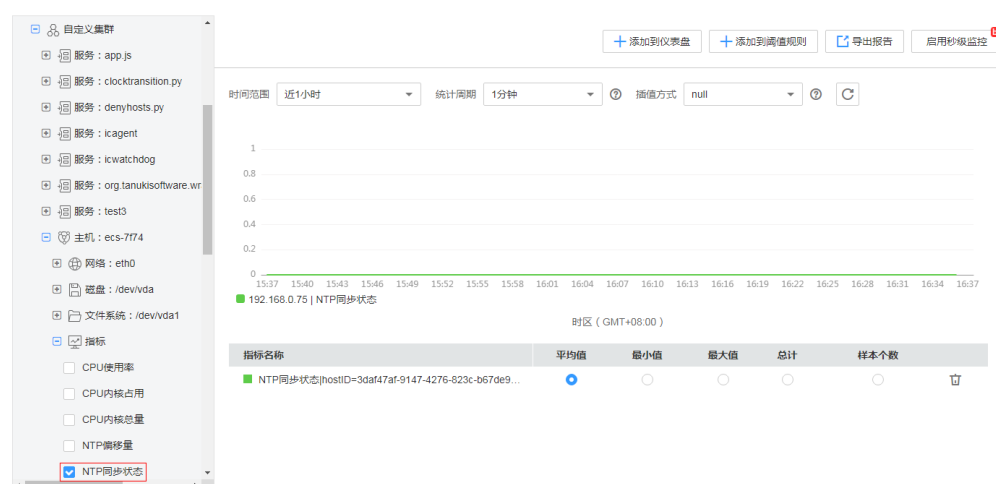 自定义集群
服务：app.js
服务：clocktransition.py
服务：denyhosts.py
服务：icagent
服务：icwatchdog
服务：org.tanukisoftware.wr
服务：test3
主机：ecs-7f74
网络：eth0
磁盘：/dev/vda
文件系统：/dev/vda1
指标
CPU使用率
CPU内核占用
CPU内核总量
NTP偏移量
NTP同步状态
添加到仪表盘 添加到阈值规则 导出报告 启用秒级监控
时间范围 近1小时 统计周期 1分钟 插值方式 null
1
0.8
0.6
0.4
0.2
0
15:37 15:40 15:43 15:46 15:49 15:52 15:55 15:58 16:01 16:04 16:07 16:10 16:13 16:16 16:19 16:22 16:25 16:28 16:31 16:34 16:37
192.168.0.75 | NTP同步状态
时区（GMT+08:00）
指标名称 平均值 最小值 最大值 总计 样本个数
NTP同步状态|hostID=3daf47af-9147-4276-823c-b67de9...